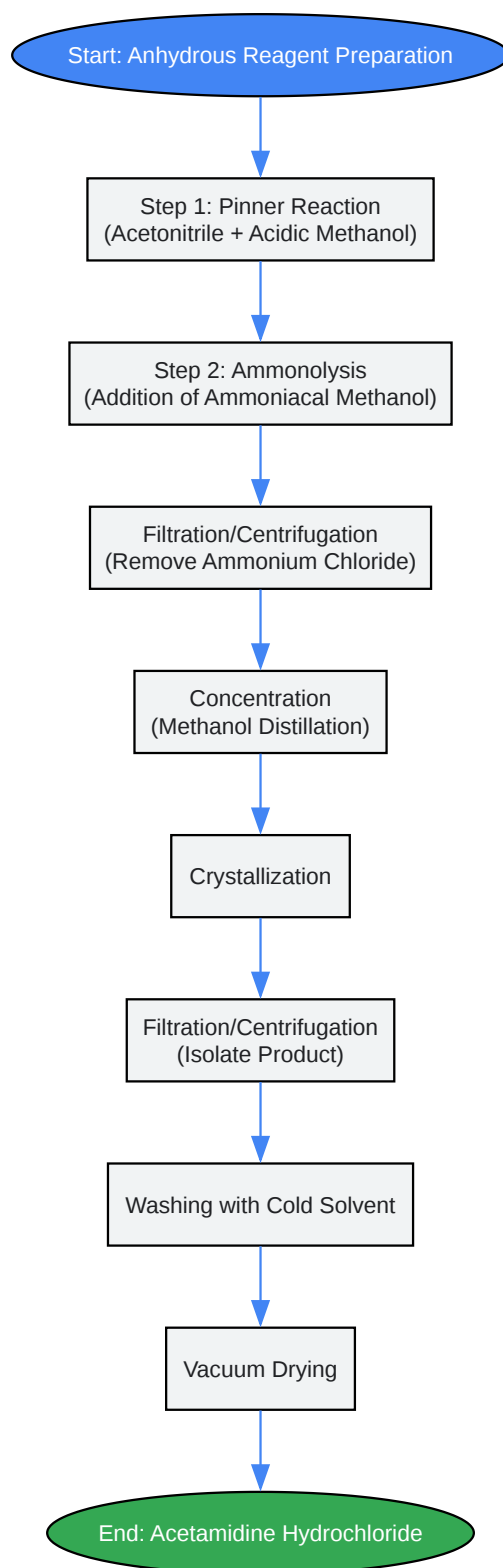 Start: Anhydrous Reagent Preparation
Step 1: Pinner Reaction
(Acetonitrile + Acidic Methanol)
Step 2: Ammonolysis
(Addition of Ammoniacal Methanol)
Filtration/Centrifugation
(Remove Ammonium Chloride)
Concentration
(Methanol Distillation)
Crystallization
Filtration/Centrifugation
(Isolate Product)
Washing with Cold Solvent
Vacuum Drying
End: Acetamidine Hydrochloride